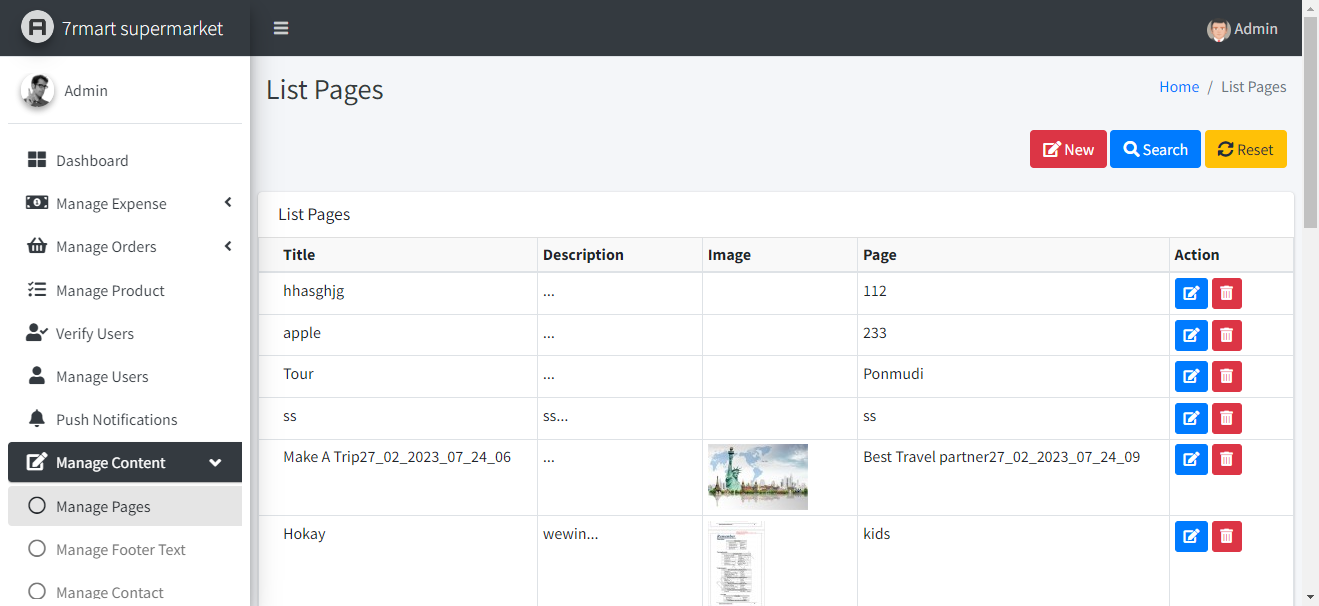 7rmart supermarket
Admin
Admin
List Pages
Home / List Pages
New Search Reset
Dashboard
Manage Expense
Manage Orders
Manage Product
Verify Users
Manage Users
Push Notifications
Manage Content
Manage Pages
Manage Footer Text
Manage Contact
List Pages
Title Description Image Page Action
hhasghjg ... 112
apple ... 233
Tour ... Ponmudi
ss ss... ss
Make A Trip27_02_2023_07_24_06 ... Best Travel partner27_02_2023_07_24_09
Hokay wewin... kids